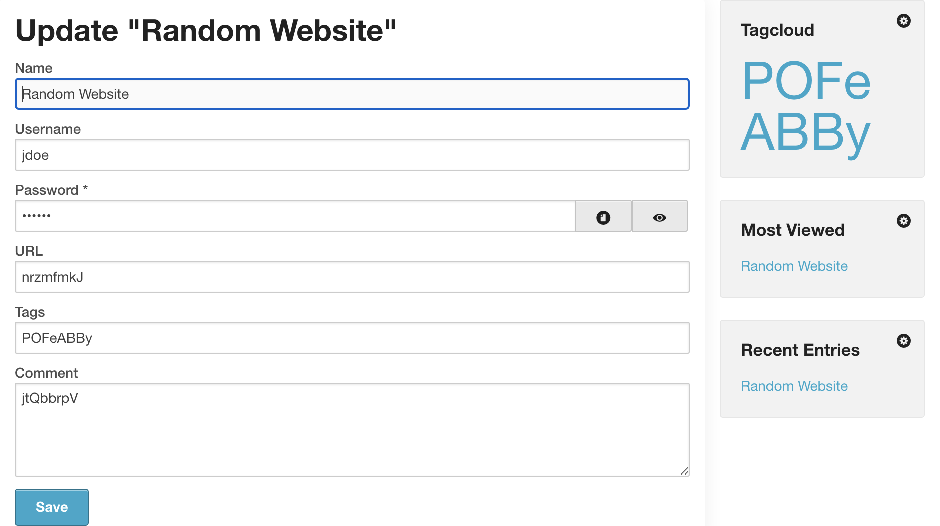 Update "Random Website"
Name
Random Website
Username
jdoe
Password *
••••••
URL
nrzmfmkJ
Tags
POFeABBy
Comment
jtQbbrpV
Save
Tagcloud
POFe
ABBy
Most Viewed
Random Website
Recent Entries
Random Website